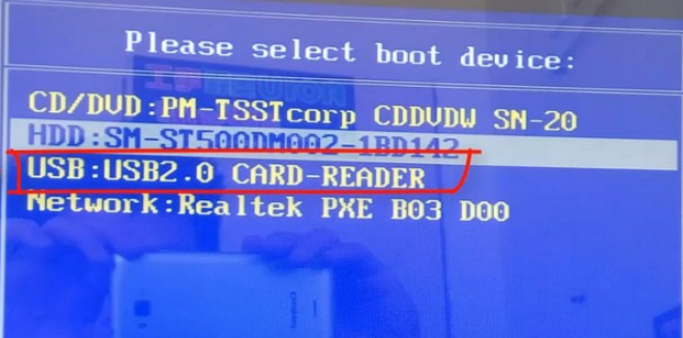 Please select boot device:
CD/DVD:PM-TSSTcorp CDDVDW SN-20
HDD:SM-ST500DM002-1BD142
USB:USB2.0 CARD-READER
Network:Realtek PXE B03 D00